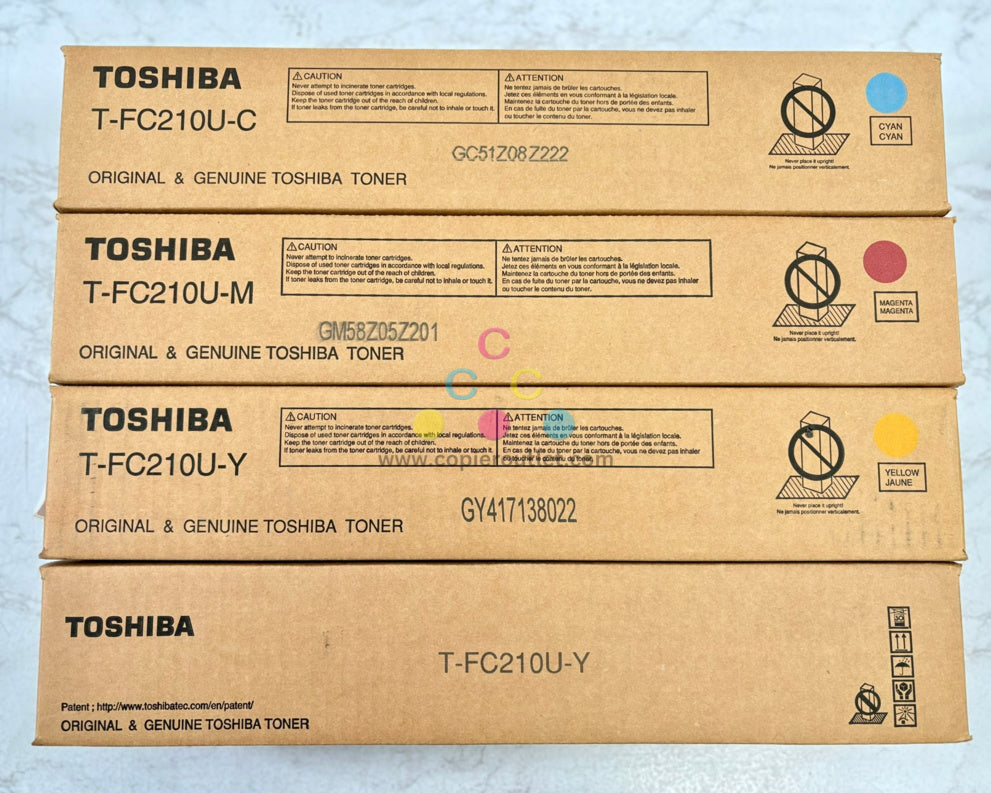 TOSHIBA
T-FC210U-C
⚠CAUTION
Never attempt to incinerate toner cartridges.
Dispose of used toner cartridges in accordance with local regulations.
Keep the toner cartridge out of the reach of children.
If toner leaks from the toner cartridge, be careful not to inhale or touch it.
⚠ATTENTION
Ne tentez jamais de brûler les cartouches.
Jetez ces éléments en vous conformant à la législation locale.
Maintenez la cartouche du toner hors de portée des enfants.
En cas de fuite du toner par la cartouche, vous ne devez pas inhaler
ou toucher le contenu du toner.
GC51Z08Z222
ORIGINAL & GENUINE TOSHIBA TONER
Never place it upright!
Ne jamais positionner verticalement.
CYAN
CYAN
TOSHIBA
T-FC210U-M
⚠CAUTION
Never attempt to incinerate toner cartridges.
Dispose of used toner cartridges in accordance with local regulations.
Keep the toner cartridge out of the reach of children.
If toner leaks from the toner cartridge, be careful not to inhale or touch it.
⚠ATTENTION
Ne tentez jamais de brûler les cartouches.
Jetez ces éléments en vous conformant à la législation locale.
Maintenez la cartouche du toner hors de portée des enfants.
En cas de fuite du toner par la cartouche, vous ne devez pas inhaler
ou toucher le contenu du toner.
GM58Z05Z201
ORIGINAL & GENUINE TOSHIBA TONER
Never place it upright!
Ne jamais positionner verticalement.
MAGENTA
MAGENTA
C
C C
TOSHIBA
T-FC210U-Y
⚠CAUTION
Never attempt to incinerate toner cartridges.
Dispose of used toner cartridges in accordance with local regulations.
Keep the toner cartridge out of the reach of children.
If toner leaks from the toner cartridge, be careful not to inhale or touch it.
⚠ATTENTION
Ne tentez jamais de brûler les cartouches.
Jetez ces éléments en vous conformant à la législation locale.
Maintenez la cartouche du toner hors de portée des enfants.
En cas de fuite du toner par la cartouche, vous ne devez pas inhaler
ou toucher le contenu du toner.
GY417138022
ORIGINAL & GENUINE TOSHIBA TONER
Never place it upright!
Ne jamais positionner verticalement.
YELLOW
JAUNE
TOSHIBA
T-FC210U-Y
Patent ; http://www.toshibatec.com/en/patent/
ORIGINAL & GENUINE TOSHIBA TONER